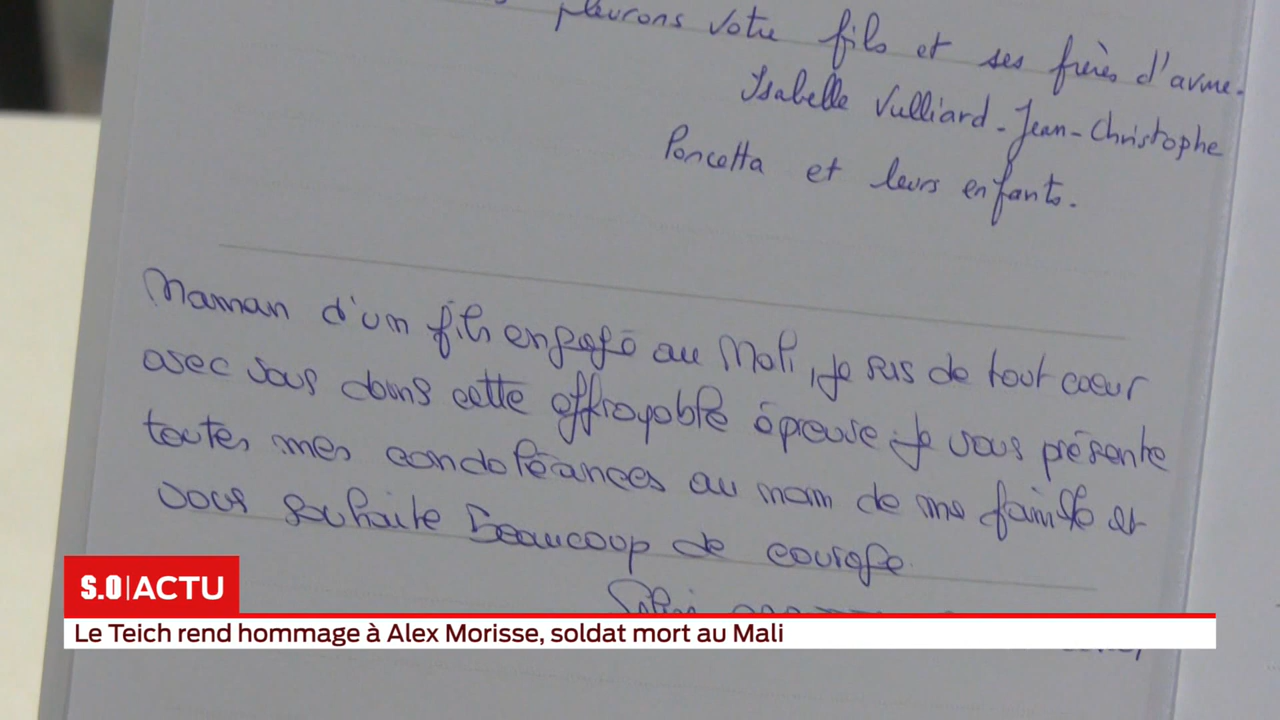 pleurons votre fils et ses frères d'arme.
Isabelle Vulliard - Jean-Christophe
Poncetta et leurs enfants.
Maman d'un fils engagé au Mali, je suis de tout coeur
avec vous dans cette effroyable épreuve. Je vous présente
toutes mes condoléances au nom de ma famille et
vous souhaite beaucoup de courage.
S.O ACTU
Le Teich rend hommage à Alex Morisse, soldat mort au Mali